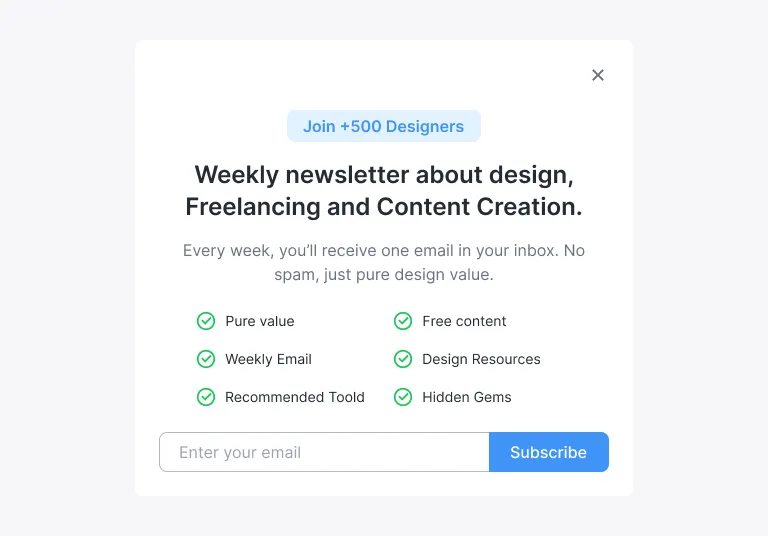 Join +500 Designers
Weekly newsletter about design,
Freelancing and Content Creation.
Every week, you’ll receive one email in your inbox. No
spam, just pure design value.
Pure value
Free content
Weekly Email
Design Resources
Recommended Toold
Hidden Gems
Enter your email
Subscribe